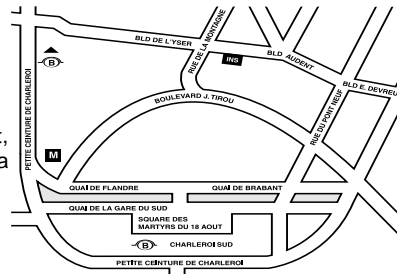 BLD DE L'YSER
RUE DE LA MONTAGNE
INS
BLD AUDENT
B
BLD E. DEVREU
PETITE CEINTURE DE CHARLEROI
BOULEVARD J. TIROU
RUE DU PONT NEUF
t,
a
M
QUAI DE FLANDRE
QUAI DE BRABANT
QUAI DE LA GARE DU SUD
SQUARE DES
MARTYRS DU 18 AOUT
B
CHARLEROI SUD
PETITE CEINTURE DE CHARLEROI